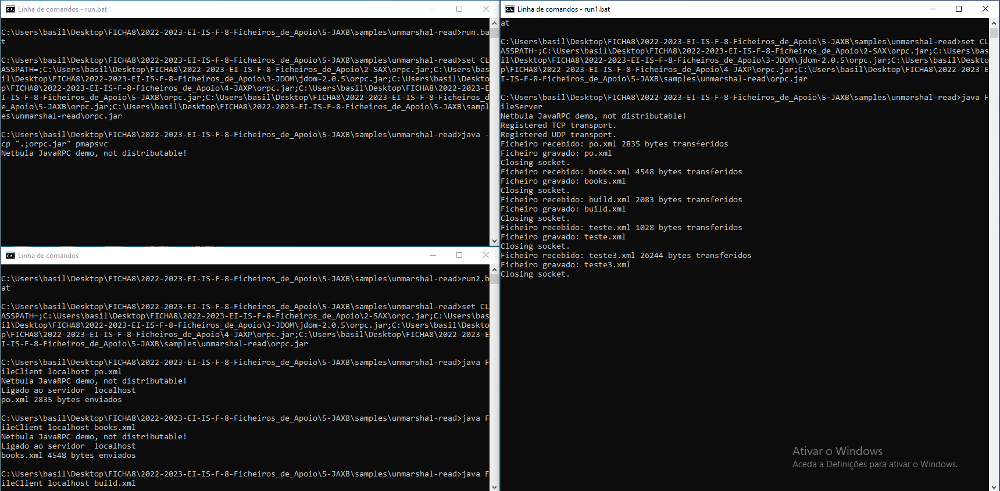 Linha de comandos - run.bat
C:\Users\basil\Desktop\FICHA8\2022-2023-EI-IS-F-8-Ficheiros_de_Apoio\5-JAXB\samples\unmarshal-read>run.ba
t
C:\Users\basil\Desktop\FICHA8\2022-2023-EI-IS-F-8-Ficheiros_de_Apoio\5-JAXB\samples\unmarshal-read>set CL
ASSPATH=;C:\Users\basil\Desktop\FICHA8\2022-2023-EI-IS-F-8-Ficheiros_de_Apoio\2-SAX\orpc.jar;C:\Users\bas
il\Desktop\FICHA8\2022-2023-EI-IS-F-8-Ficheiros_de_Apoio\3-JDOM\jdom-2.0.5\orpc.jar;C:\Users\basil\Deskto
p\FICHA8\2022-2023-EI-IS-F-8-Ficheiros_de_Apoio\4-JAXP\orpc.jar;C:\Users\basil\Desktop\FICHA8\2022-2023-E
I-IS-F-8-Ficheiros_de_Apoio\5-JAXB\orpc.jar;C:\Users\basil\Desktop\FICHA8\2022-2023-EI-IS-F-8-Ficheiros_d
e_Apoio\5-JAXB\orpc.jar;C:\Users\basil\Desktop\FICHA8\2022-2023-EI-IS-F-8-Ficheiros_de_Apoio\5-JAXB\sampl
es\unmarshal-read\orpc.jar
C:\Users\basil\Desktop\FICHA8\2022-2023-EI-IS-F-8-Ficheiros_de_Apoio\5-JAXB\samples\unmarshal-read>java -
cp ".;orpc.jar" pmapsvc
Netbula JavaRPC demo, not distributable!
Linha de comandos
C:\Users\basil\Desktop\FICHA8\2022-2023-EI-IS-F-8-Ficheiros_de_Apoio\5-JAXB\samples\unmarshal-read>run2.b
at
C:\Users\basil\Desktop\FICHA8\2022-2023-EI-IS-F-8-Ficheiros_de_Apoio\5-JAXB\samples\unmarshal-read>set CL
ASSPATH=;C:\Users\basil\Desktop\FICHA8\2022-2023-EI-IS-F-8-Ficheiros_de_Apoio\2-SAX\orpc.jar;C:\Users\bas
il\Desktop\FICHA8\2022-2023-EI-IS-F-8-Ficheiros_de_Apoio\3-JDOM\jdom-2.0.5\orpc.jar;C:\Users\basil\Deskto
p\FICHA8\2022-2023-EI-IS-F-8-Ficheiros_de_Apoio\4-JAXP\orpc.jar;C:\Users\basil\Desktop\FICHA8\2022-2023-E
I-IS-F-8-Ficheiros_de_Apoio\5-JAXB\samples\unmarshal-read\orpc.jar
C:\Users\basil\Desktop\FICHA8\2022-2023-EI-IS-F-8-Ficheiros_de_Apoio\5-JAXB\samples\unmarshal-read>java F
ileClient localhost po.xml
Netbula JavaRPC demo, not distributable!
Ligado ao servidor  localhost
po.xml 2835 bytes enviados
C:\Users\basil\Desktop\FICHA8\2022-2023-EI-IS-F-8-Ficheiros_de_Apoio\5-JAXB\samples\unmarshal-read>java F
ileClient localhost books.xml
Netbula JavaRPC demo, not distributable!
Ligado ao servidor  localhost
books.xml 4548 bytes enviados
C:\Users\basil\Desktop\FICHA8\2022-2023-EI-IS-F-8-Ficheiros_de_Apoio\5-JAXB\samples\unmarshal-read>java F
ileClient localhost build.xml
Linha de comandos - run1.bat
at
C:\Users\basil\Desktop\FICHA8\2022-2023-EI-IS-F-8-Ficheiros_de_Apoio\5-JAXB\samples\unmarshal-read>set CL
ASSPATH=;C:\Users\basil\Desktop\FICHA8\2022-2023-EI-IS-F-8-Ficheiros_de_Apoio\2-SAX\orpc.jar;C:\Users\bas
il\Desktop\FICHA8\2022-2023-EI-IS-F-8-Ficheiros_de_Apoio\3-JDOM\jdom-2.0.5\orpc.jar;C:\Users\basil\Deskto
p\FICHA8\2022-2023-EI-IS-F-8-Ficheiros_de_Apoio\4-JAXP\orpc.jar;C:\Users\basil\Desktop\FICHA8\2022-2023-E
I-IS-F-8-Ficheiros_de_Apoio\5-JAXB\samples\unmarshal-read\orpc.jar
C:\Users\basil\Desktop\FICHA8\2022-2023-EI-IS-F-8-Ficheiros_de_Apoio\5-JAXB\samples\unmarshal-read>java F
ileServer
Netbula JavaRPC demo, not distributable!
Registered TCP transport.
Registered UDP transport.
Ficheiro recebido: po.xml 2835 bytes transferidos
Ficheiro gravado: po.xml
Closing socket.
Ficheiro recebido: books.xml 4548 bytes transferidos
Ficheiro gravado: books.xml
Closing socket.
Ficheiro recebido: build.xml 2083 bytes transferidos
Ficheiro gravado: build.xml
Closing socket.
Ficheiro recebido: teste.xml 1028 bytes transferidos
Ficheiro gravado: teste.xml
Closing socket.
Ficheiro recebido: teste3.xml 26244 bytes transferidos
Ficheiro gravado: teste3.xml
Closing socket.
Ativar o Windows
Aceda a Definições para ativar o Windows.